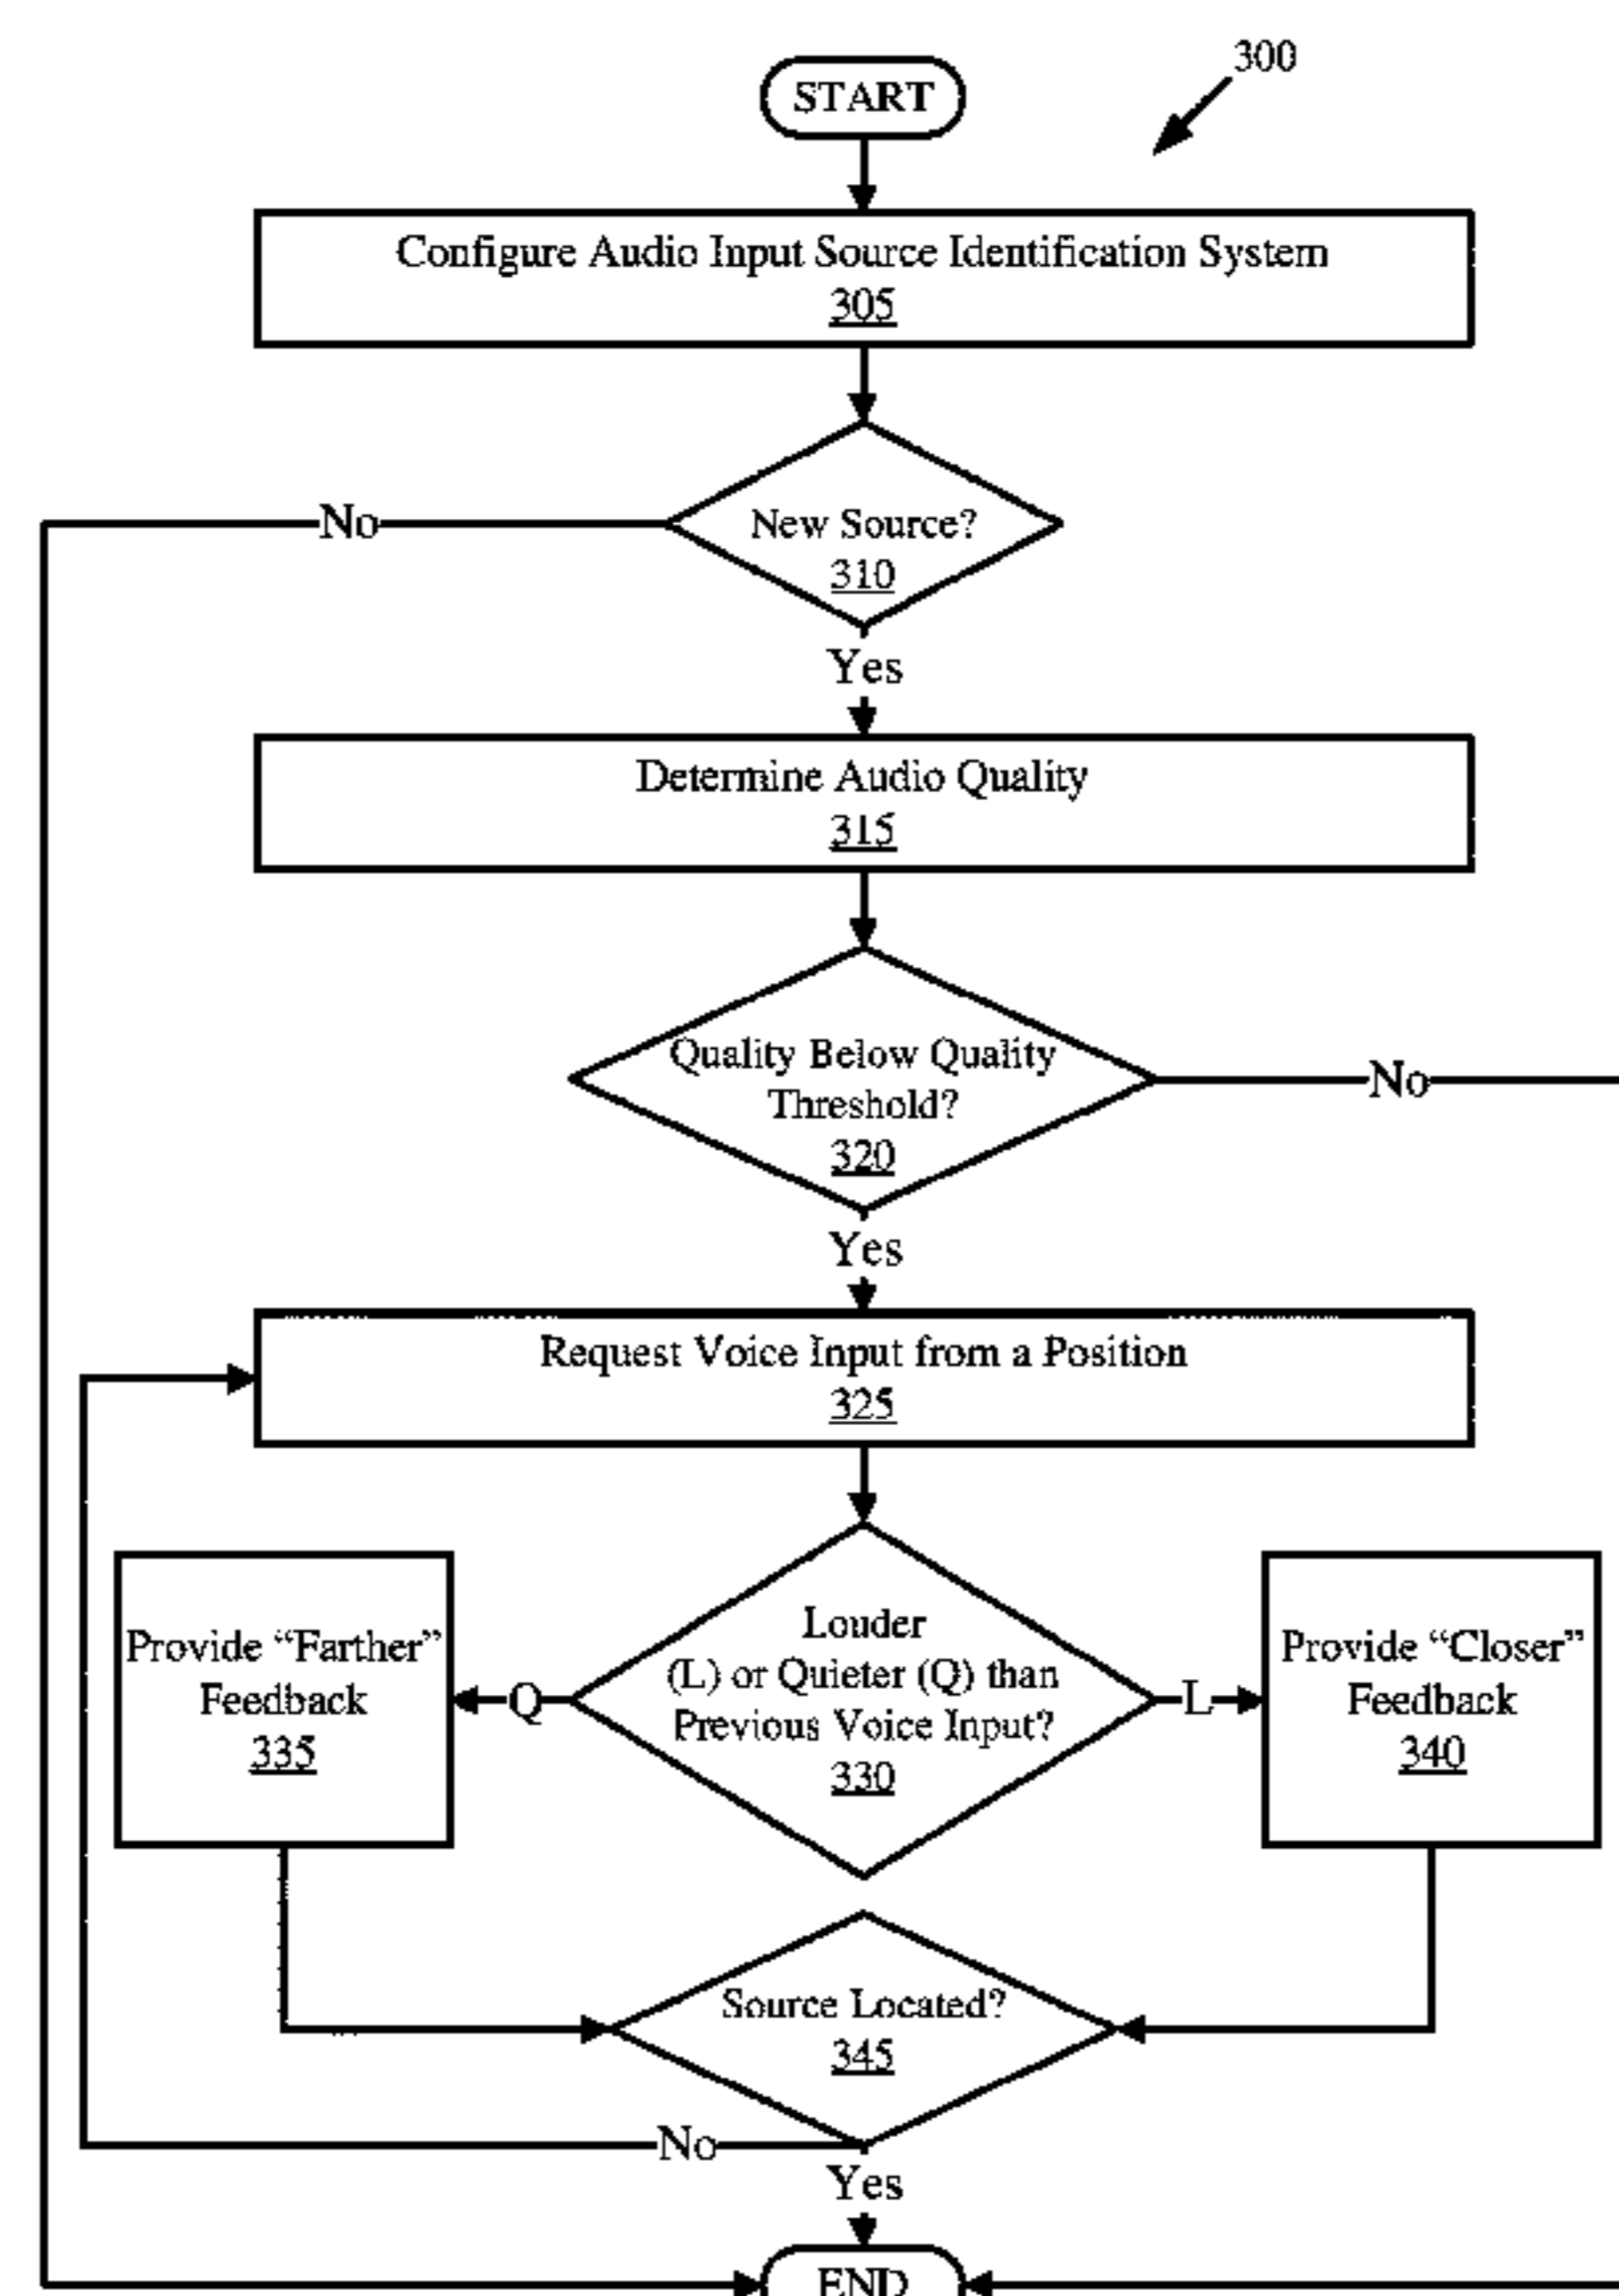 300
START
Configure Audio Input Source Identification System
305
New Source?
310
No
Yes
Determine Audio Quality
315
Quality Below Quality
Threshold?
320
No
Yes
Request Voice Input from a Position
325
Louder
(L) or Quieter (Q) than
Previous Voice Input?
330
Q
L
Provide “Farther”
Feedback
335
Provide “Closer”
Feedback
340
Source Located?
345
No
Yes
END